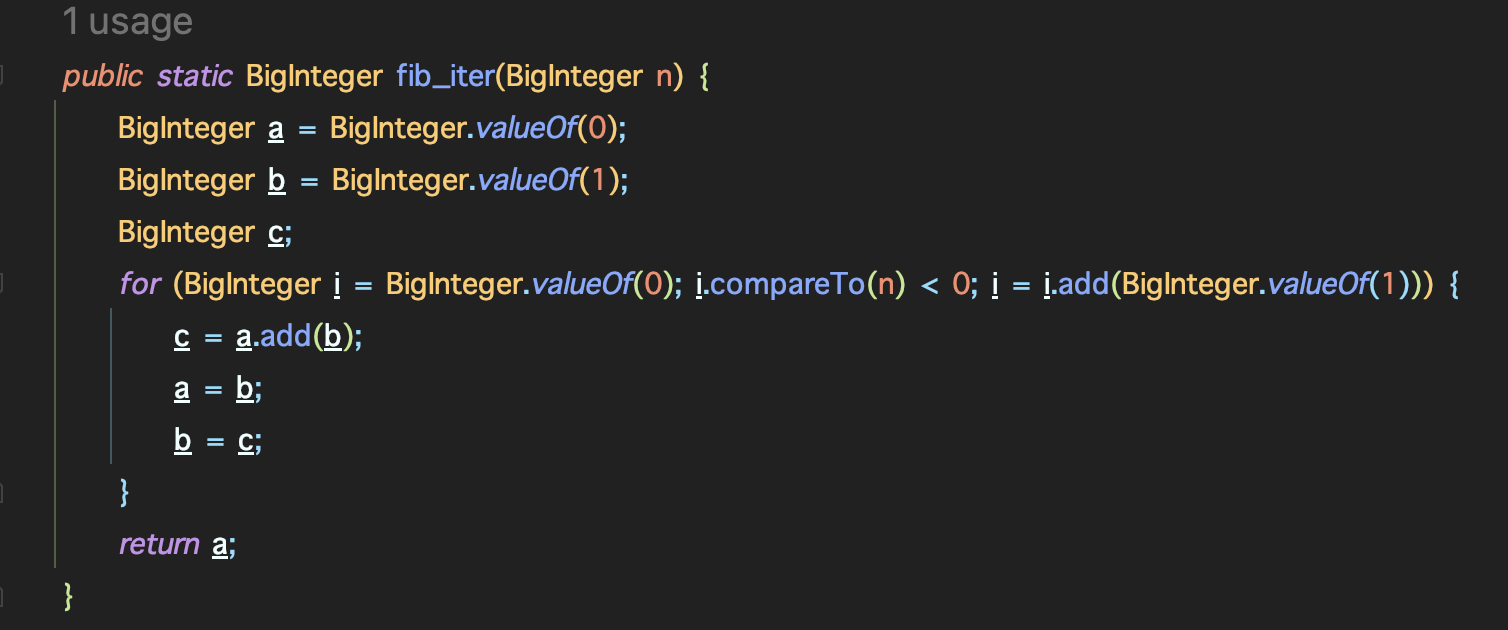 1 usage
public static BigInteger fib_iter(BigInteger n) {
BigInteger a = BigInteger.valueOf(0);
BigInteger b = BigInteger.valueOf(1);
BigInteger c;
for (BigInteger i = BigInteger.valueOf(0); i.compareTo(n) < 0; i = i.add(BigInteger.valueOf(1))) {
c = a.add(b);
a = b;
b = c;
}
return a;
}